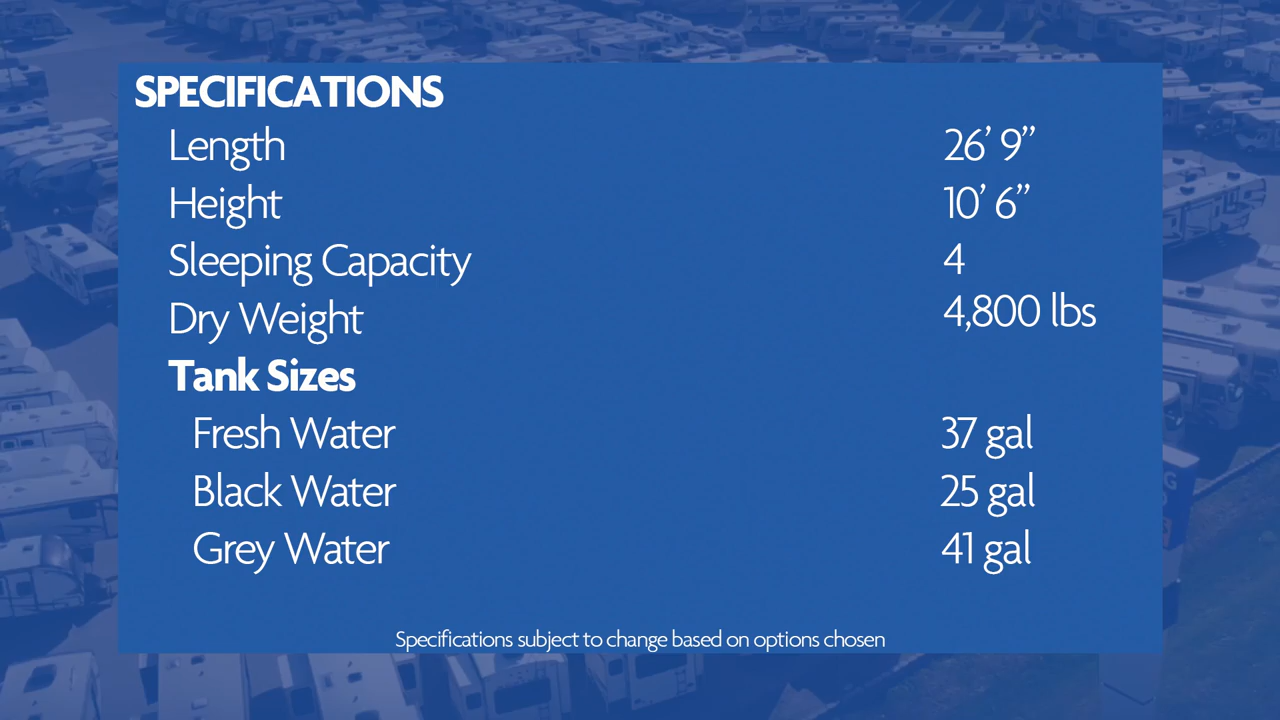 SPECIFICATIONS
Length 26’ 9”
Height 10’ 6”
Sleeping Capacity 4
Dry Weight 4,800 lbs
Tank Sizes
Fresh Water 37 gal
Black Water 25 gal
Grey Water 41 gal
Specifications subject to change based on options chosen